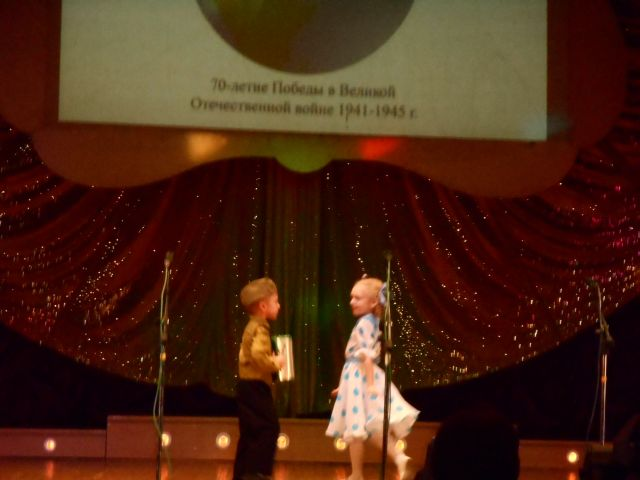 70-летие Победы в Великой
Отечественной войне 1941-1945 г.